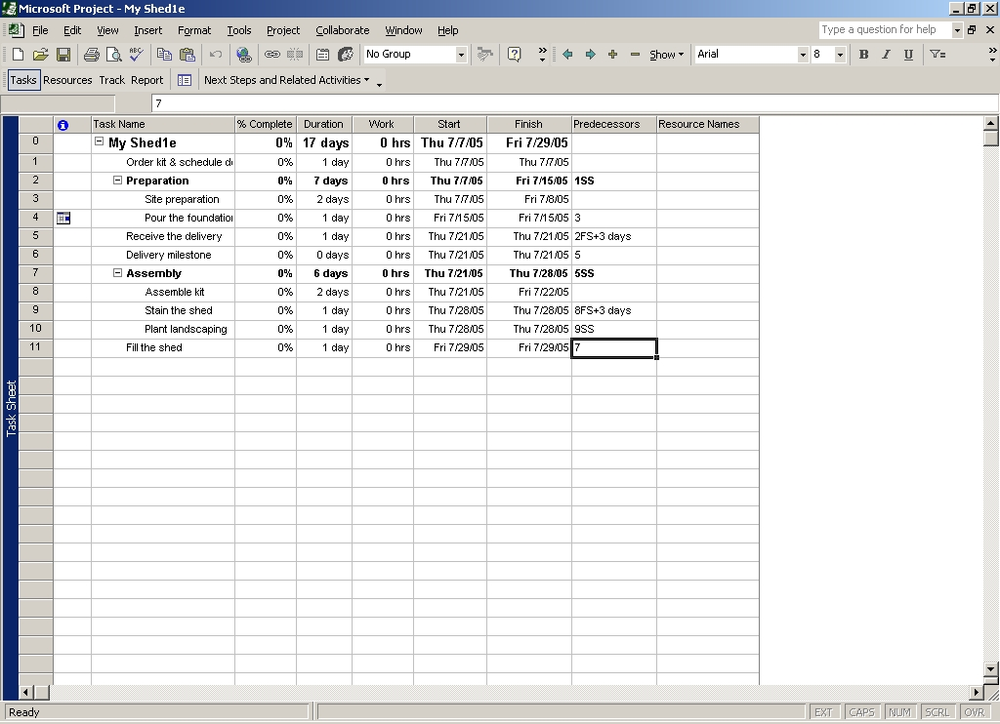 Microsoft Project - My Shed1e
File Edit View Insert Format Tools Project Collaborate Window Help Type a question for help
No Group Show Arial 8 B I U
Tasks Resources Track Report Next Steps and Related Activities
7
Task Name % Complete Duration Work Start Finish Predecessors Resource Names
0 My Shed1e 0% 17 days 0 hrs Thu 7/7/05 Fri 7/29/05
1 Order kit & schedule de 0% 1 day 0 hrs Thu 7/7/05 Thu 7/7/05
2 Preparation 0% 7 days 0 hrs Thu 7/7/05 Fri 7/15/05 1SS
3 Site preparation 0% 2 days 0 hrs Thu 7/7/05 Fri 7/8/05
4 Pour the foundation 0% 1 day 0 hrs Fri 7/15/05 Fri 7/15/05 3
5 Receive the delivery 0% 1 day 0 hrs Thu 7/21/05 Thu 7/21/05 2FS+3 days
6 Delivery milestone 0% 0 days 0 hrs Thu 7/21/05 Thu 7/21/05 5
7 Assembly 0% 6 days 0 hrs Thu 7/21/05 Thu 7/28/05 5SS
8 Assemble kit 0% 2 days 0 hrs Thu 7/21/05 Fri 7/22/05
9 Stain the shed 0% 1 day 0 hrs Thu 7/28/05 Thu 7/28/05 8FS+3 days
10 Plant landscaping 0% 1 day 0 hrs Thu 7/28/05 Thu 7/28/05 9SS
11 Fill the shed 0% 1 day 0 hrs Fri 7/29/05 Fri 7/29/05 7
Task Sheet
Ready EXT CAPS NUM SCRL OVR